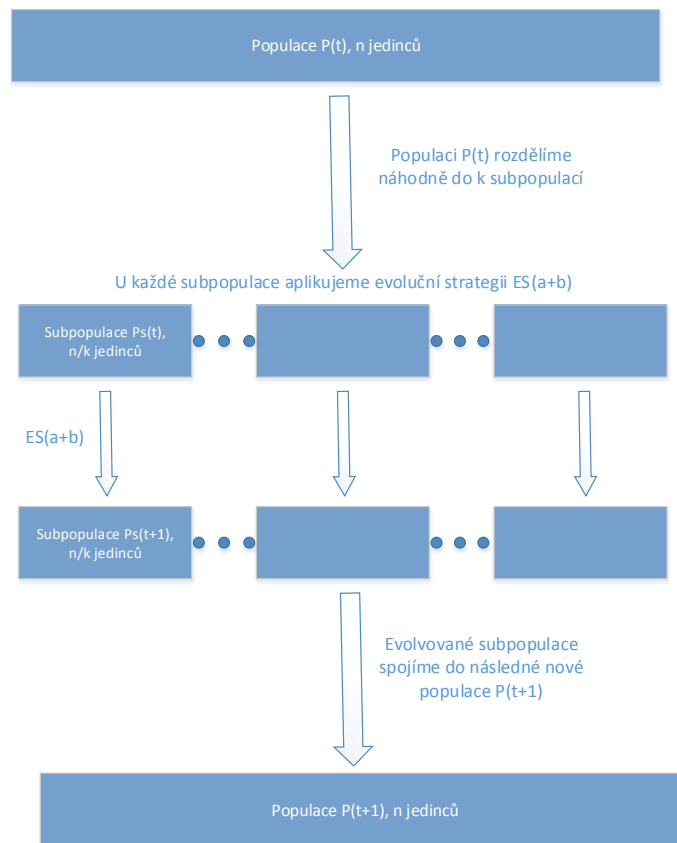 Populace P(t), n jedinců
Populaci P(t) rozdělíme
náhodně do k subpopulací
U každé subpopulace aplikujeme evoluční strategii ES(a+b)
Subpopulace Ps(t),
n/k jedinců
ES(a+b)
Subpopulace Ps(t+1),
n/k jedinců
Evolvované subpopulace
spojíme do následné nové
populace P(t+1)
Populace P(t+1), n jedinců